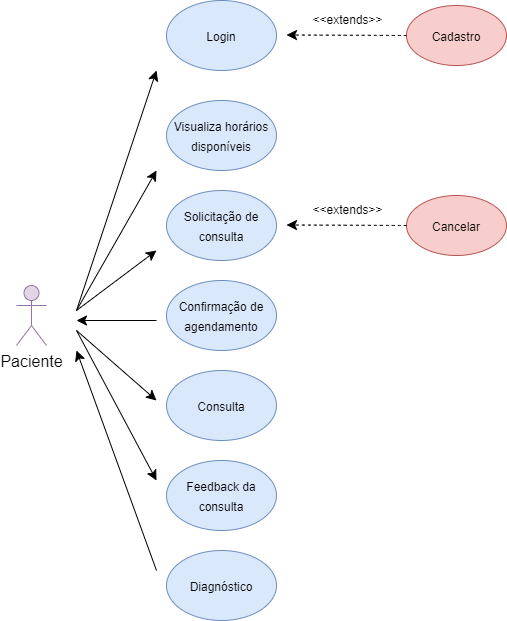 Login
<<extends>>
Cadastro
Visualiza horários
disponíveis
Solicitação de
consulta
<<extends>>
Cancelar
Confirmação de
agendamento
Paciente
Consulta
Feedback da
consulta
Diagnóstico